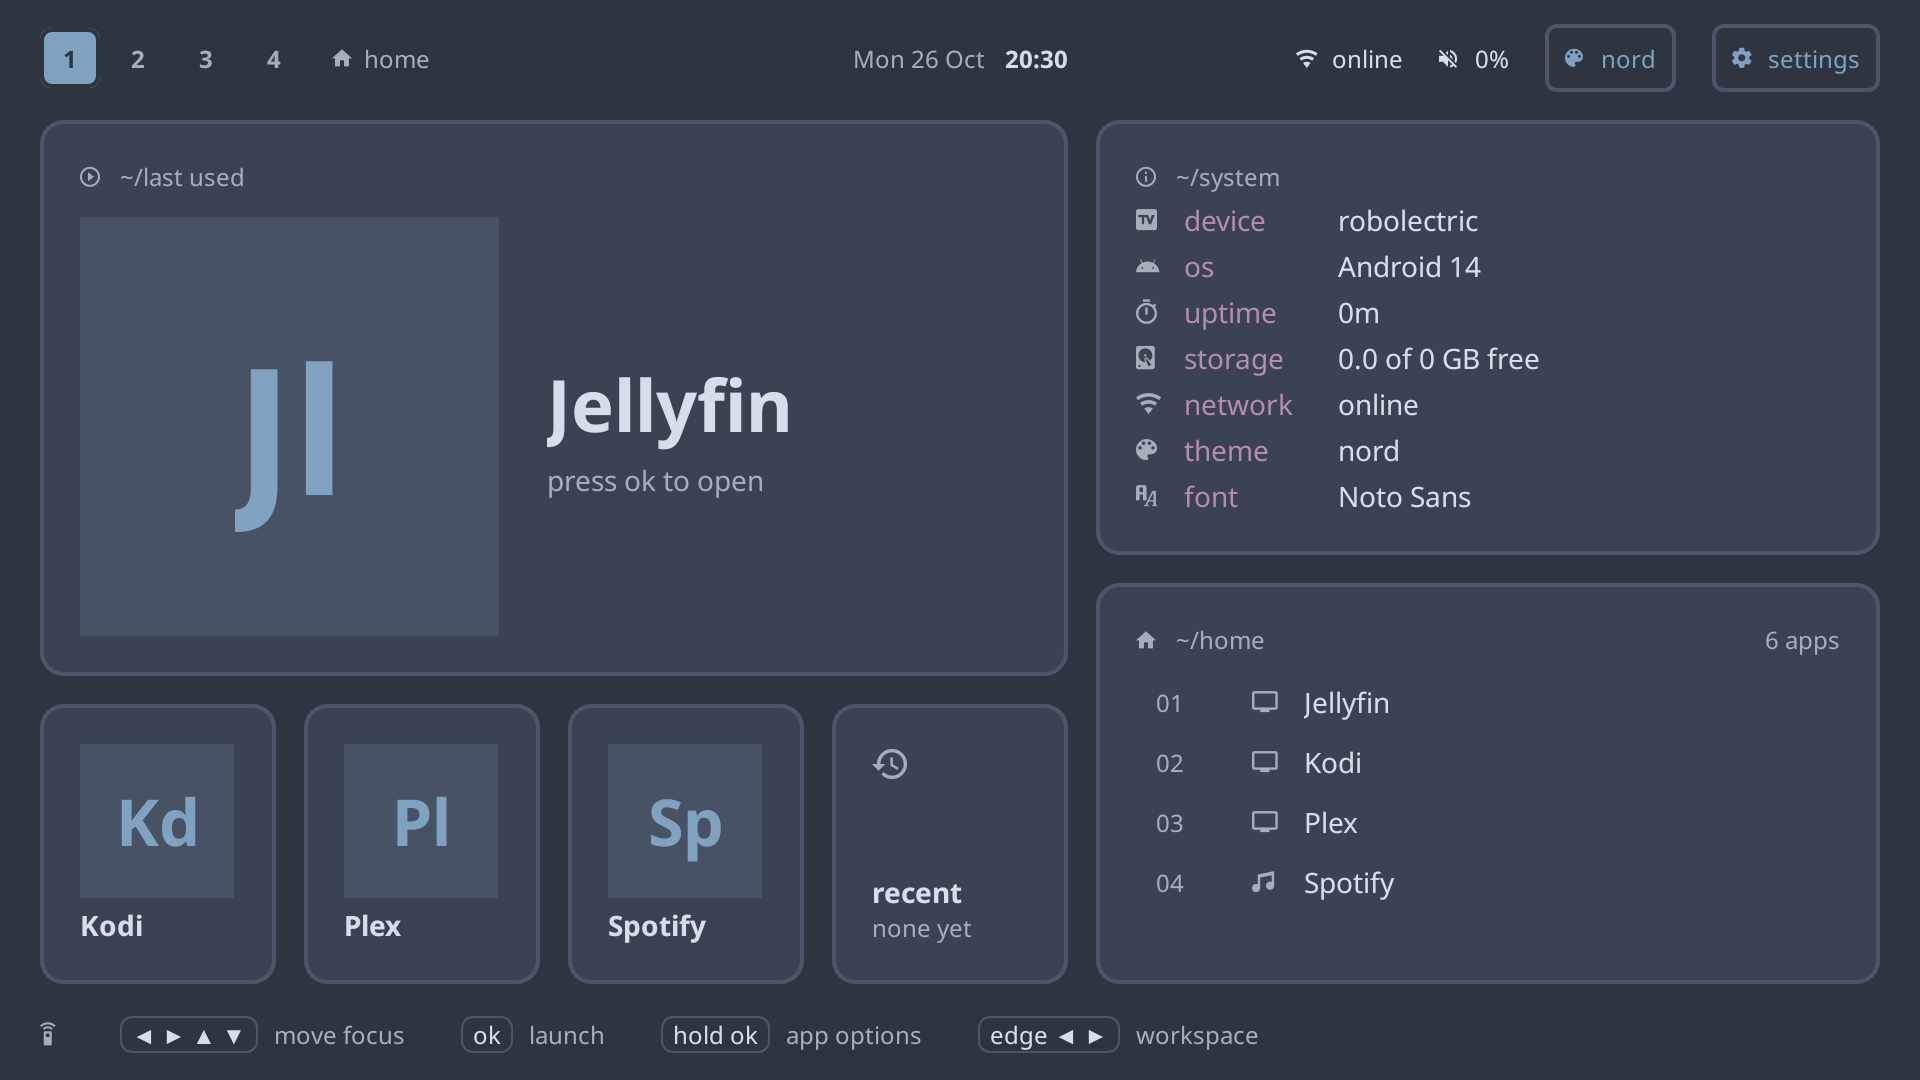 1 2 3 4 home Mon 26 Oct 20:30 online 0% nord settings
~/last used
Jl
Jellyfin
press ok to open
Kd
Kodi
Pl
Plex
Sp
Spotify
recent
none yet
~/system
TV device robolectric
os Android 14
uptime 0m
storage 0.0 of 0 GB free
network online
theme nord
font Noto Sans
~/home 6 apps
01 Jellyfin
02 Kodi
03 Plex
04 Spotify
◀ ▶ ▲ ▼ move focus ok launch hold ok app options edge ◀ ▶ workspace